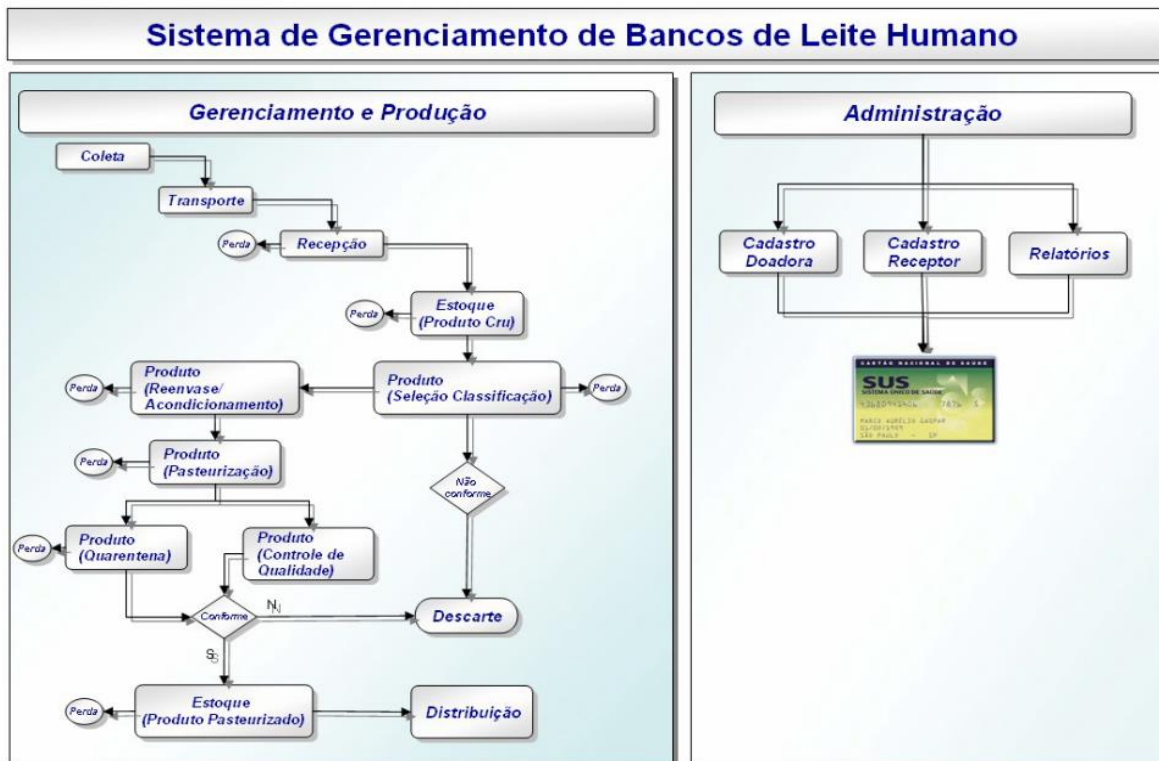 Sistema de Gerenciamento de Bancos de Leite Humano
Gerenciamento e Produção
Coleta
Transporte
Perda
Recepção
Perda
Estoque
(Produto Cru)
Perda
Produto
(Reenvase/
Acondicionamento)
Produto
(Seleção Classificação)
Perda
Perda
Produto
(Pasteurização)
Não
conforme
Perda
Produto
(Quarentena)
Produto
(Controle de
Qualidade)
Conforme
N
Descarte
S
Perda
Estoque
(Produto Pasteurizado)
Distribuição
Administração
Cadastro
Doadora
Cadastro
Receptor
Relatórios
CARTÃO NACIONAL DE SAÚDE
SUS
SISTEMA ÚNICO DE SAÚDE
MARCO AURÉLIO GASPAR
SÃO PAULO - SP